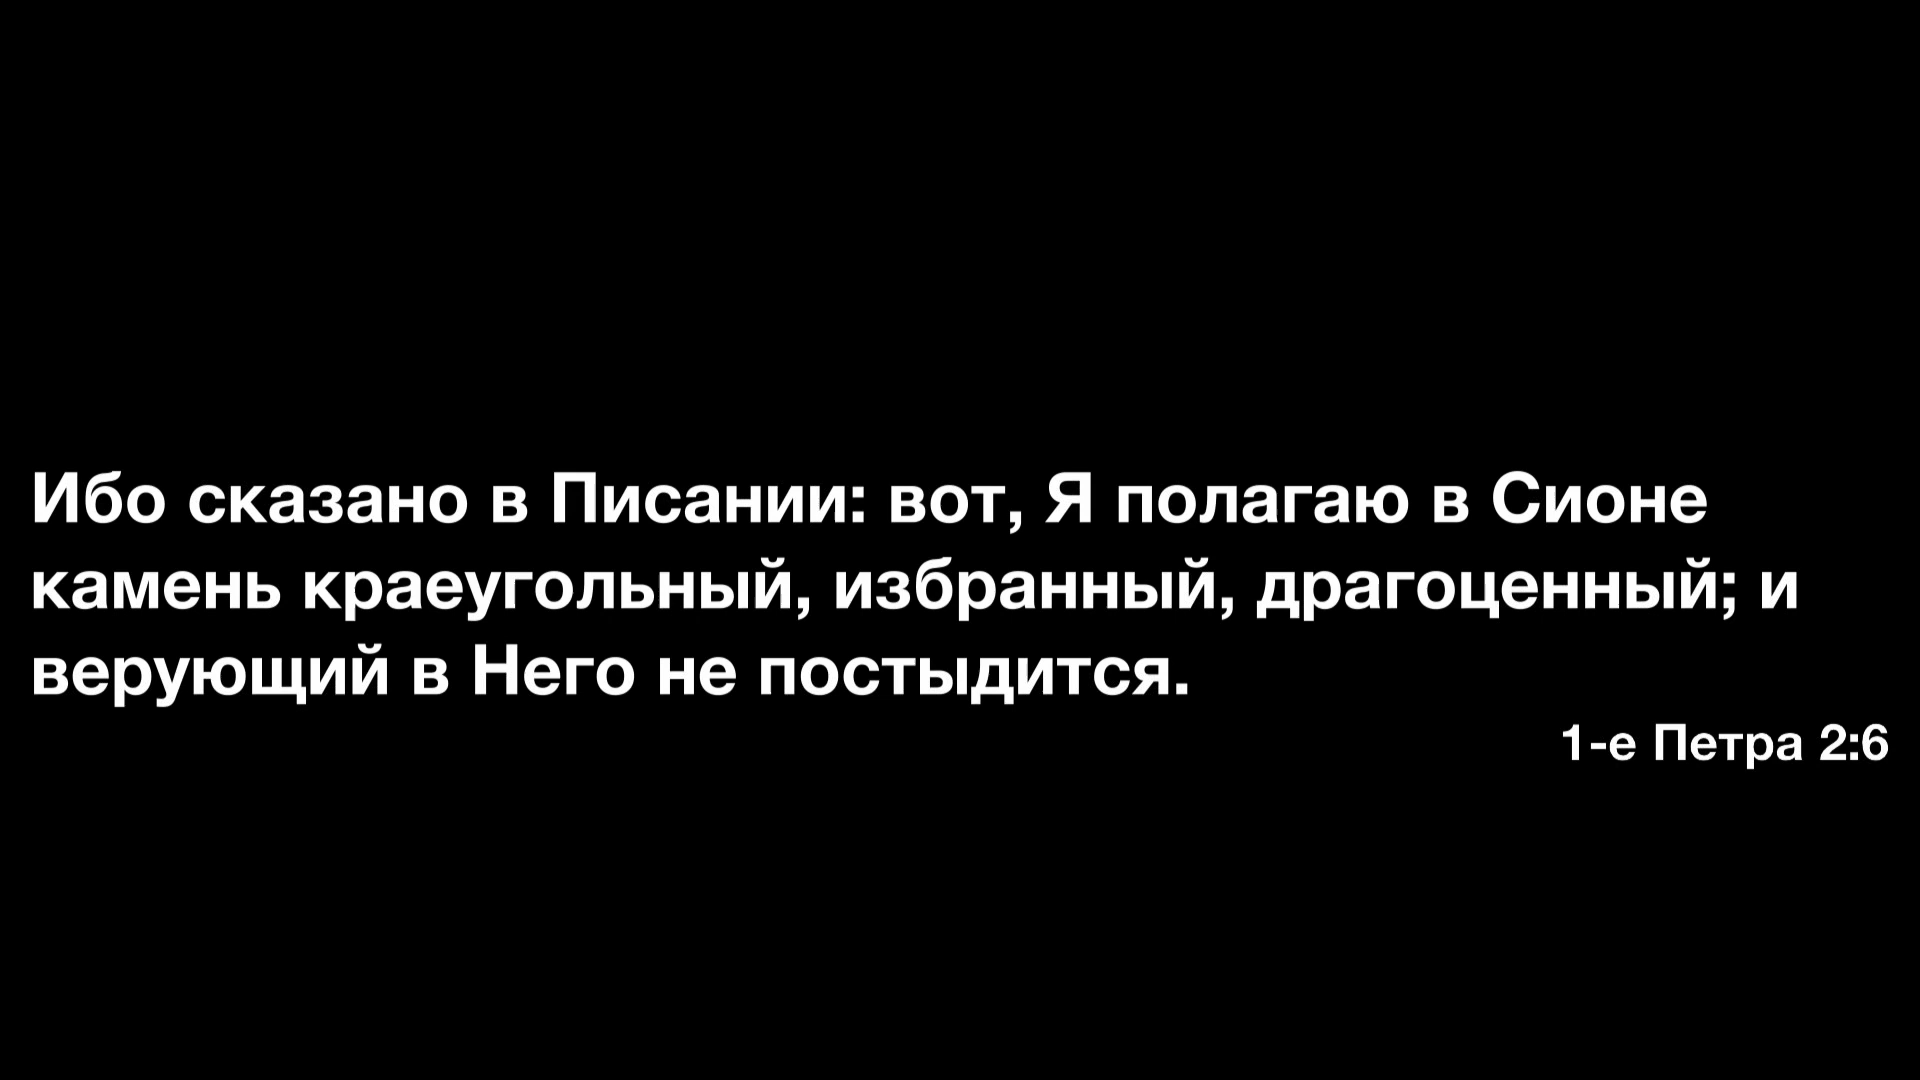 Ибо сказано в Писании: вот, Я полагаю в Сионе
камень краеугольный, избранный, драгоценный; и
верующий в Него не постыдится.
1-е Петра 2:6